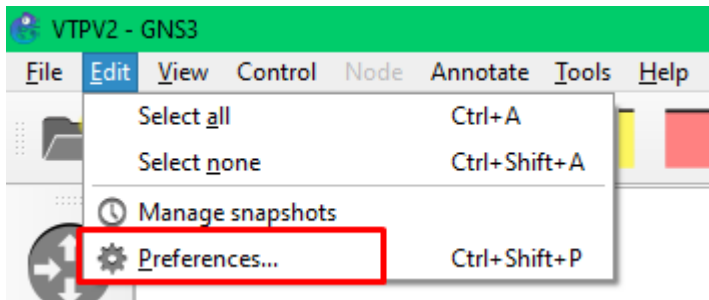 VTPV2 - GNS3
File Edit View Control Node Annotate Tools Help
Select all Ctrl+A
Select none Ctrl+Shift+A
Manage snapshots
Preferences... Ctrl+Shift+P